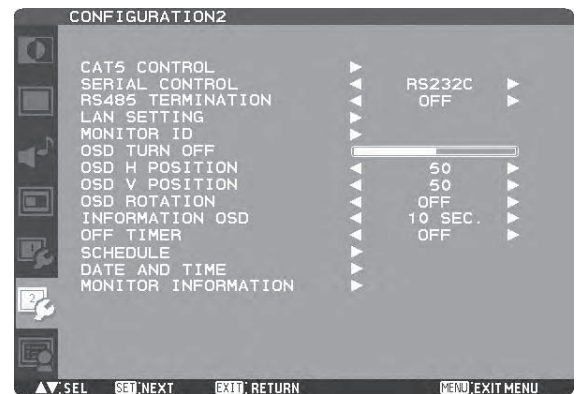 CONFIGURATION2
CAT5 CONTROL
SERIAL CONTROL RS232C
RS485 TERMINATION OFF
LAN SETTING
MONITOR ID
OSD TURN OFF
OSD H POSITION 50
OSD V POSITION 50
OSD ROTATION OFF
INFORMATION OSD 10 SEC.
OFF TIMER OFF
SCHEDULE
DATE AND TIME
MONITOR INFORMATION
1
2
▲▼:SEL SET:NEXT EXIT:RETURN MENU:EXIT MENU